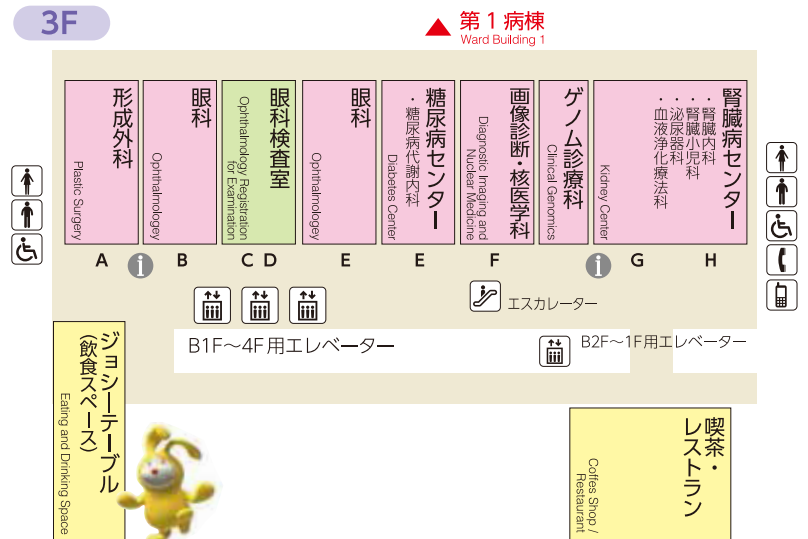 3F
第1病棟
Ward Building 1
形成外科
Plastic Surgery
眼科
Ophthalmologey
眼科検査室
Ophthalmology Registration
for Examination
眼科
Ophthalmologey
糖尿病センター
・糖尿病代謝内科
Diabetes Center
画像診断・核医学科
Diagnostic Imaging and
Nuclear Medicine
ゲノム診療科
Clinical Genomics
腎臓病センター
・腎臓内科
・腎臓小児科
・泌尿器科
・血液浄化療法科
Kidney Center
A
i
B
C D
E
E
F
i
G
H
エスカレーター
B1F～4F用エレベーター
B2F～1F用エレベーター
ジョシーテーブル
（飲食スペース）
Eating and Drinking Space
喫茶・
レストラン
Coffes Shop /
Restaurant